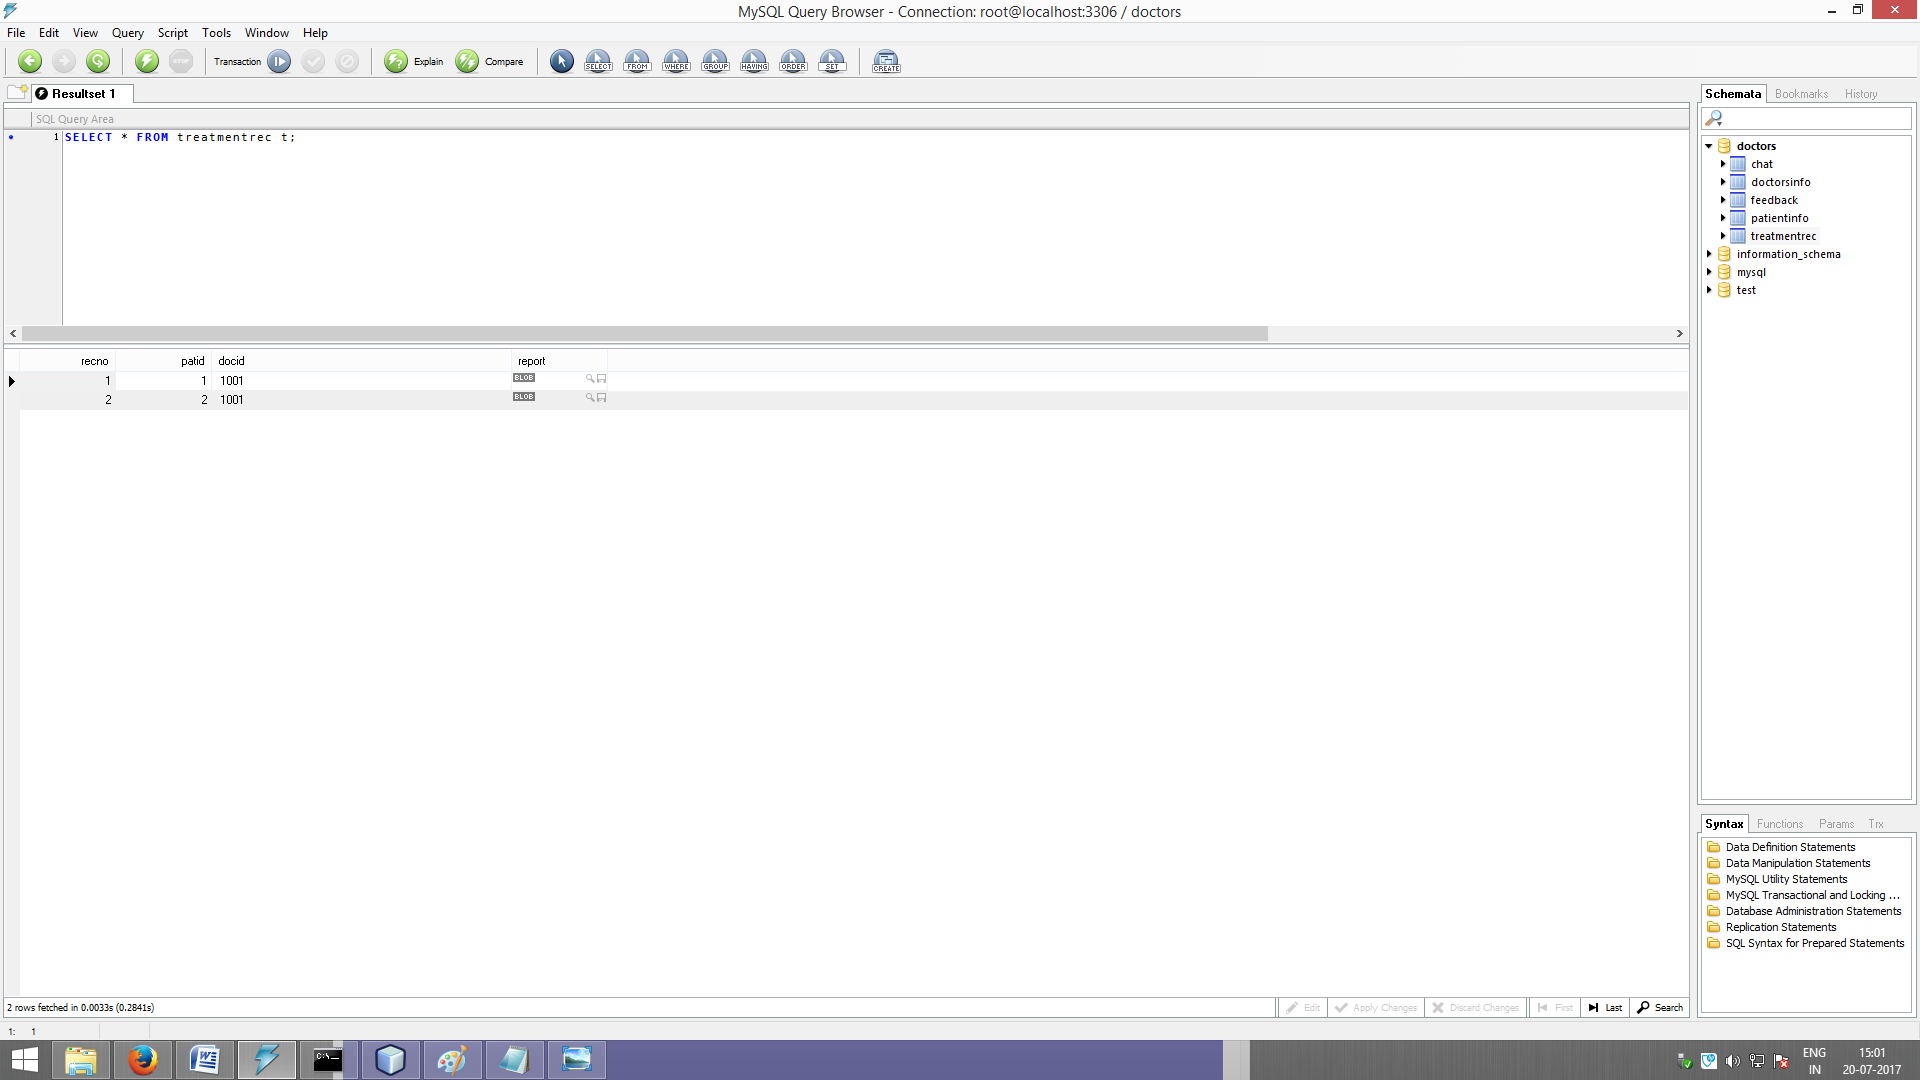 MySQL Query Browser - Connection: root@localhost:3306 / doctors
File Edit View Query Script Tools Window Help
STOP Transaction Explain Compare SELECT FROM WHERE GROUP HAVING ORDER SET CREATE
Resultset 1
SQL Query Area
1 SELECT * FROM treatmentrec t;
recno patid docid report
1 1 1001 BLOB
2 2 1001 BLOB
2 rows fetched in 0.0033s (0.2841s)
Edit Apply Changes Discard Changes First Last Search
1: 1
Schemata Bookmarks History
doctors
chat
doctorsinfo
feedback
patientinfo
treatmentrec
information_schema
mysql
test
Syntax Functions Params Trx
Data Definition Statements
Data Manipulation Statements
MySQL Utility Statements
MySQL Transactional and Locking ...
Database Administration Statements
Replication Statements
SQL Syntax for Prepared Statements
C:\
ENG 15:01
IN 20-07-2017